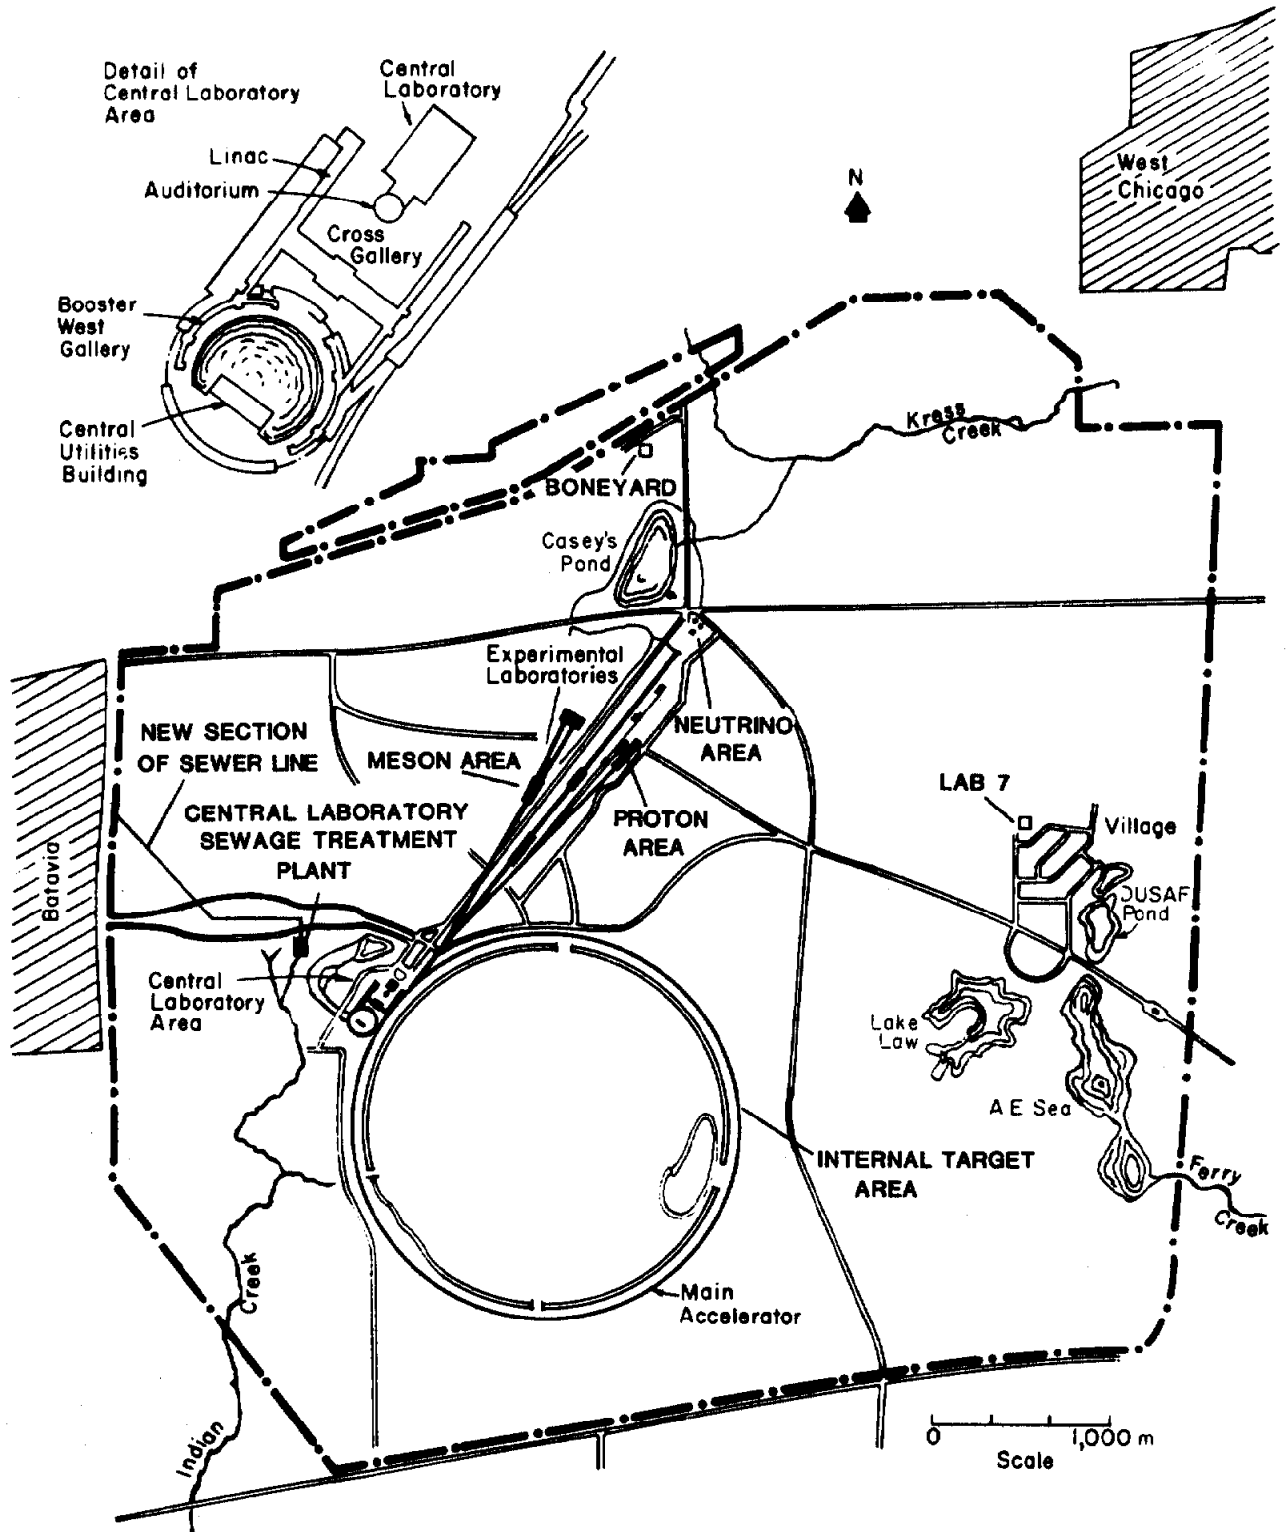 Detail of
Central Laboratory
Area
Central
Laboratory
Linac
Auditorium
Cross
Gallery
Booster
West
Gallery
Central
Utilities
Building
N
West
Chicago
Kress
Creek
BONEYARD
Casey's
Pond
Experimental
Laboratories
NEW SECTION
OF SEWER LINE
MESON AREA
NEUTRINO
AREA
CENTRAL LABORATORY
SEWAGE TREATMENT
PLANT
PROTON
AREA
LAB 7
Village
DUSAF
Pond
Batavia
Central
Laboratory
Area
Lake
Law
A E Sea
INTERNAL TARGET
AREA
Ferry
Creek
Main
Accelerator
Indian
Creek
0 1,000 m
Scale